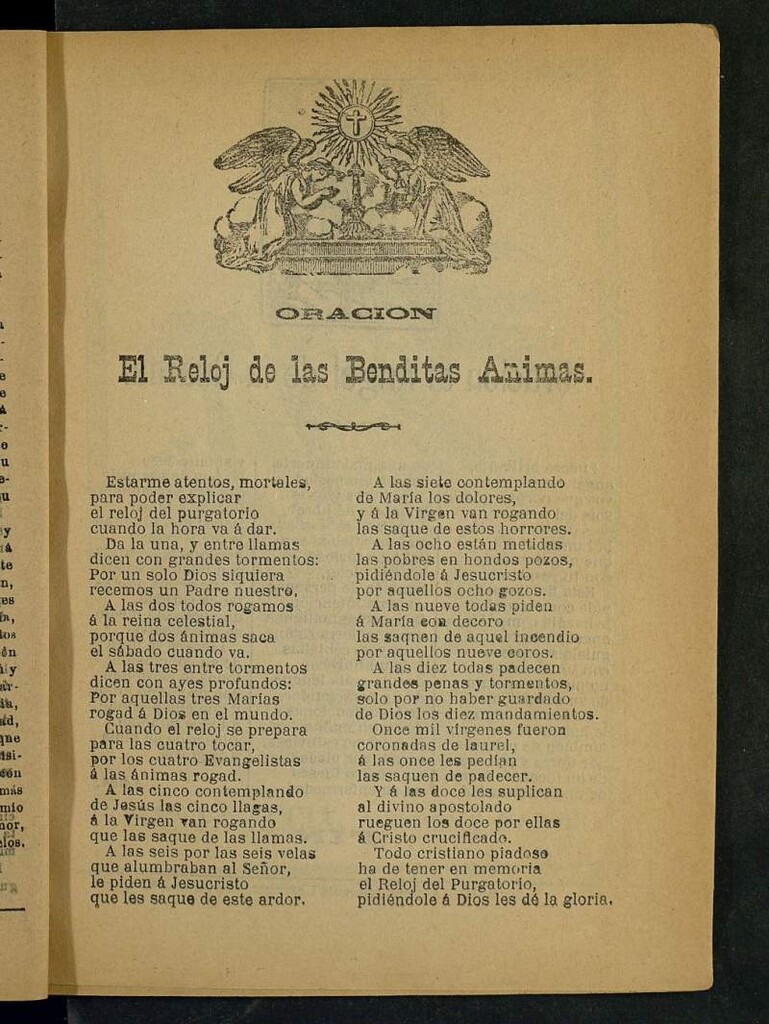 ORACION
El Reloj de las Benditas Animas.
Estarme atentos, mortales,
para poder explicar
el reloj del purgatorio
cuando la hora va á dar.
Da la una, y entre llamas
dicen con grandes tormentos:
Por un solo Dios siquiera
recemos un Padre nuestro,
A las dos todos rogamos
á la reina celestial,
porque dos ánimas saca
el sábado cuando va.
A las tres entre tormentos
dicen con ayes profundos:
Por aquellas tres Marías
rogad á Dios en el mundo.
Cuando el reloj se prepara
para las cuatro tocar,
por los cuatro Evangelistas
á las ánimas rogad.
A las cinco contemplando
de Jesús las cinco llagas,
á la Virgen van rogando
que las saque de las llamas.
A las seis por las seis velas
que alumbraban al Señor,
le piden á Jesucristo
que les saque de este ardor.
A las siete contemplando
de María los dolores,
y á la Virgen van rogando
las saque de estos horrores.
A las ocho están metidas
las pobres en hondos pozos,
pidiéndole á Jesucristo
por aquellos ocho gozos.
A las nueve todas piden
á María con decoro
las saqnen de aquel incendio
por aquellos nueve coros.
A las diez todas padecen
grandes penas y tormentos,
solo por no haber guardado
de Dios los diez mandamientos.
Once mil vírgenes fueron
coronadas de laurel,
á las once les pedían
las saquen de padecer.
Y á las doce les suplican
al divino apostolado
rueguen los doce por ellas
á Cristo crucificado.
Todo cristiano piadoso
ha de tener en memoria
el Reloj del Purgatorio,
pidiéndole á Dios les dé la gloria.